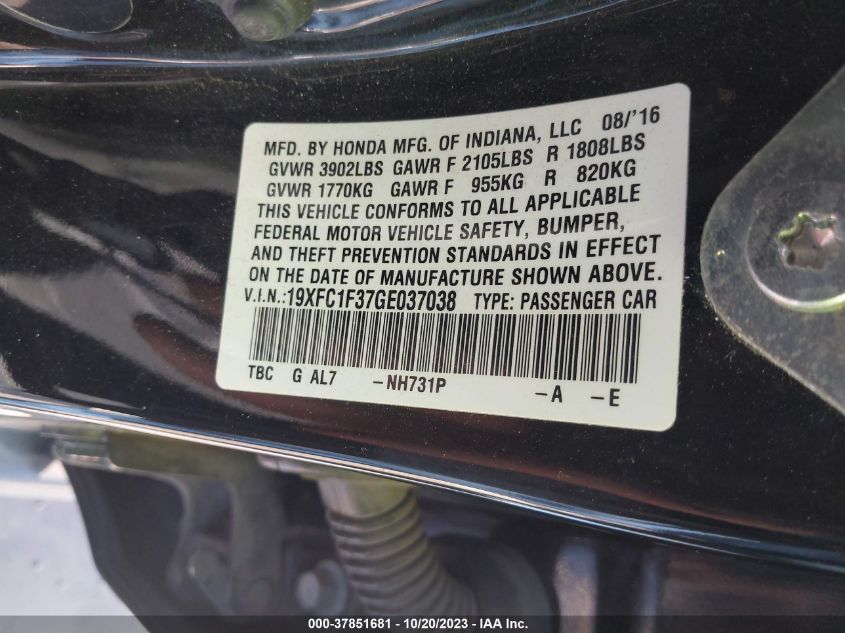 MFD. BY HONDA MFG. OF INDIANA, LLC 08/'16
GVWR 3902LBS GAWR F 2105LBS R 1808LBS
GVWR 1770KG GAWR F 955KG R 820KG
THIS VEHICLE CONFORMS TO ALL APPLICABLE
FEDERAL MOTOR VEHICLE SAFETY, BUMPER,
AND THEFT PREVENTION STANDARDS IN EFFECT
ON THE DATE OF MANUFACTURE SHOWN ABOVE.
V.I.N.:19XFC1F37GE037038 TYPE: PASSENGER CAR
TBC G AL7 -NH731P -A -E
000-37851681 - 10/20/2023 - IAA Inc.